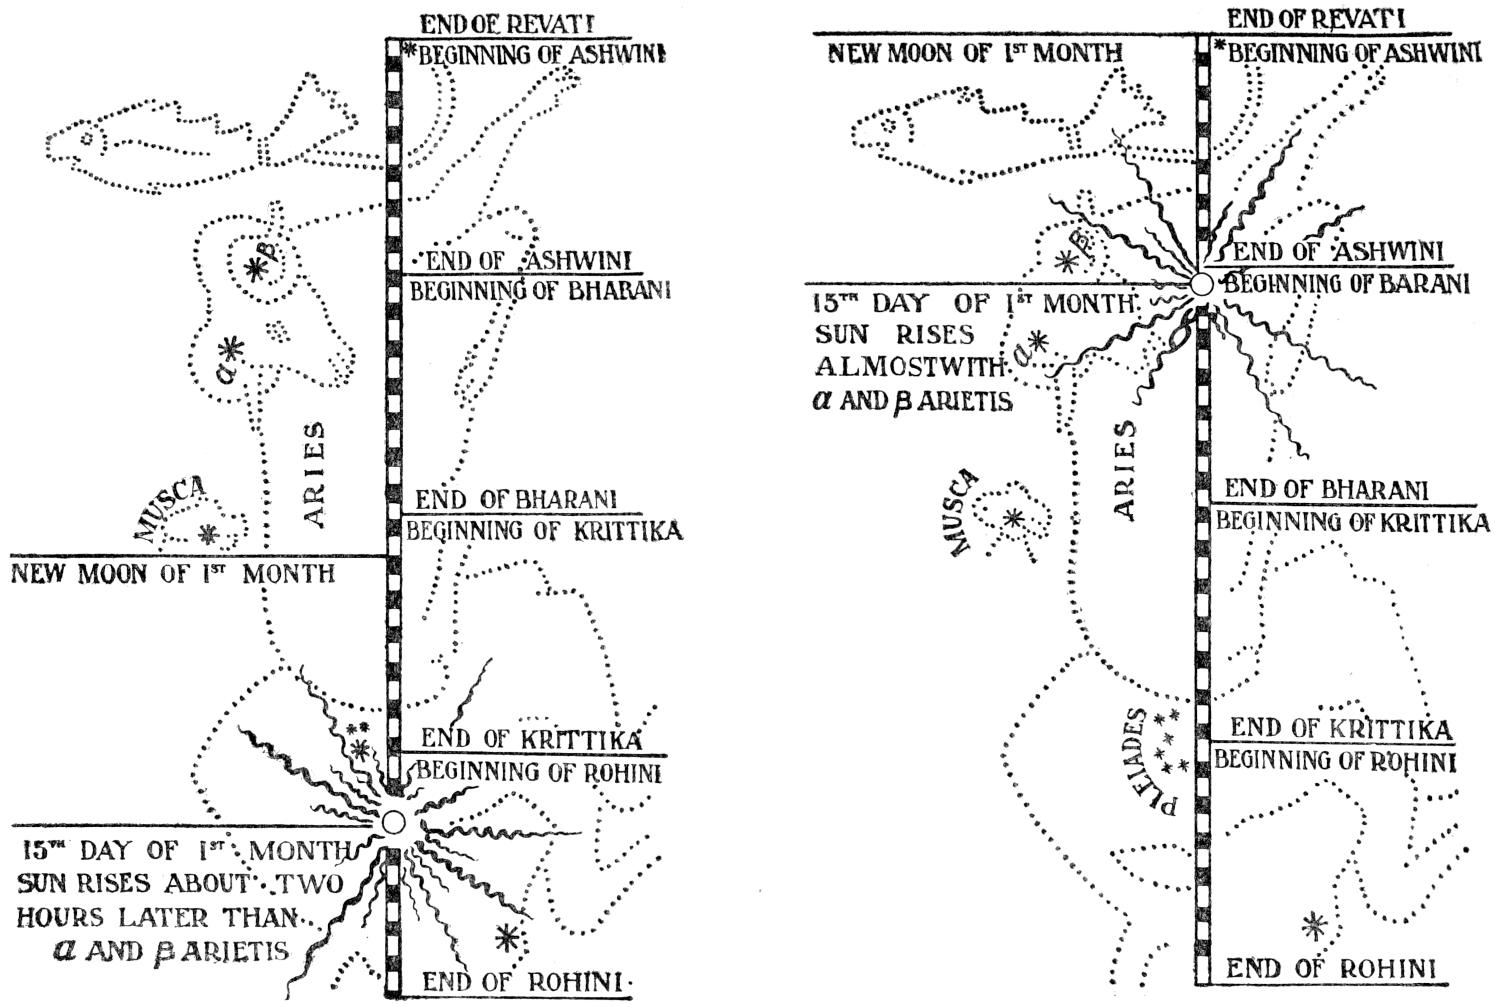 END OF REVATI
*BEGINNING OF ASHWINI
β
END OF ASHWINI
BEGINNING OF BHARANI
α
ARIES
MUSCA
END OF BHARANI
BEGINNING OF KRITTIKA
NEW MOON OF 1ST MONTH
END OF KRITTIKA
BEGINNING OF ROHINI
15TH DAY OF 1ST MONTH
SUN RISES ABOUT TWO
HOURS LATER THAN
α AND β ARIETIS
END OF ROHINI
END OF REVATI
NEW MOON OF 1ST MONTH
*BEGINNING OF ASHWINI
β
END OF ASHWINI
BEGINNING OF BARANI
15TH DAY OF 1ST MONTH
SUN RISES
ALMOST WITH
α AND β ARIETIS
α
ARIES
MUSCA
END OF BHARANI
BEGINNING OF KRITTIKA
PLEIADES
END OF KRITTIKA
BEGINNING OF ROHINI
END OF ROHINI